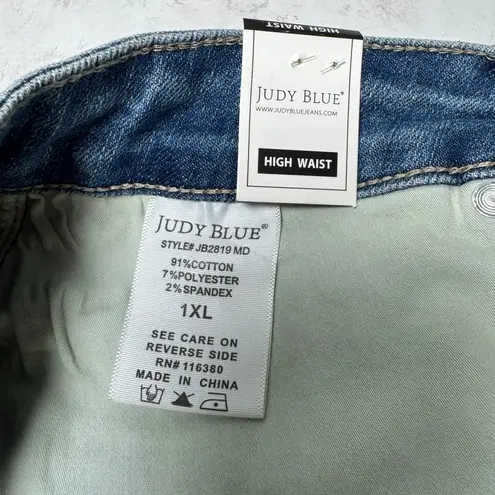 HIGH WAIST
JUDY BLUE®
WWW.JUDYBLUEJEANS.COM
HIGH WAIST
JUDY BLUE®
STYLE# JB2819 MD
91%COTTON
7%POLYESTER
2%SPANDEX
1XL
SEE CARE ON
REVERSE SIDE
RN# 116380
MADE IN CHINA